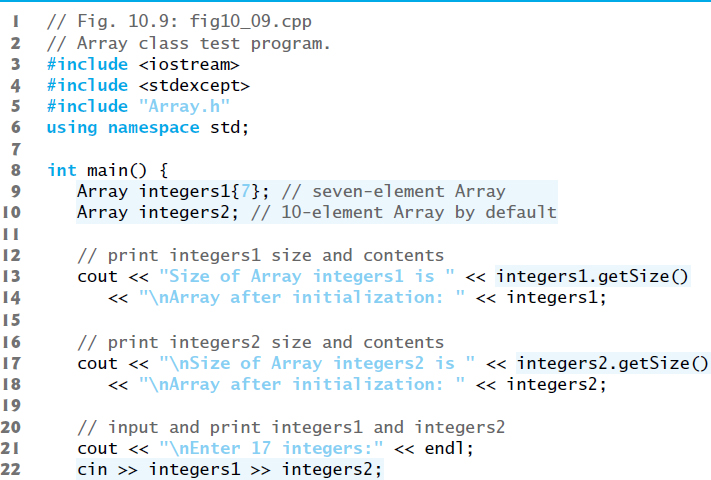 1 // Fig. 10.9: fig10_09.cpp
2 // Array class test program.
3 #include <iostream>
4 #include <stdexcept>
5 #include "Array.h"
6 using namespace std;
7
8 int main() {
9 Array integers1{7}; // seven-element Array
10 Array integers2; // 10-element Array by default
11
12 // print integers1 size and contents
13 cout << "Size of Array integers1 is " << integers1.getSize()
14 << "\nArray after initialization: " << integers1;
15
16 // print integers2 size and contents
17 cout << "\nSize of Array integers2 is " << integers2.getSize()
18 << "\nArray after initialization: " << integers2;
19
20 // input and print integers1 and integers2
21 cout << "\nEnter 17 integers:" << endl;
22 cin >> integers1 >> integers2;